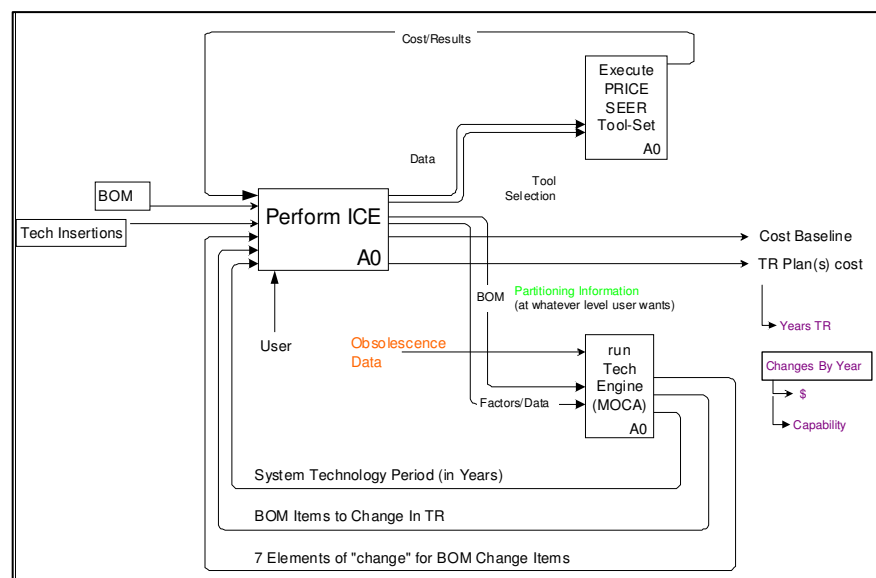 Cost/Results
Execute
PRICE
SEER
Tool-Set
A0
Data
Tool
Selection
BOM
Tech Insertions
Perform ICE
A0
Cost Baseline
TR Plan(s) cost
BOM
Partitioning Information
(at whatever level user wants)
Years TR
User
Obsolescence
Data
run
Tech
Engine
(MOCA)
A0
Changes By Year
$
Capability
Factors/Data
System Technology Period (in Years)
BOM Items to Change In TR
7 Elements of "change" for BOM Change Items